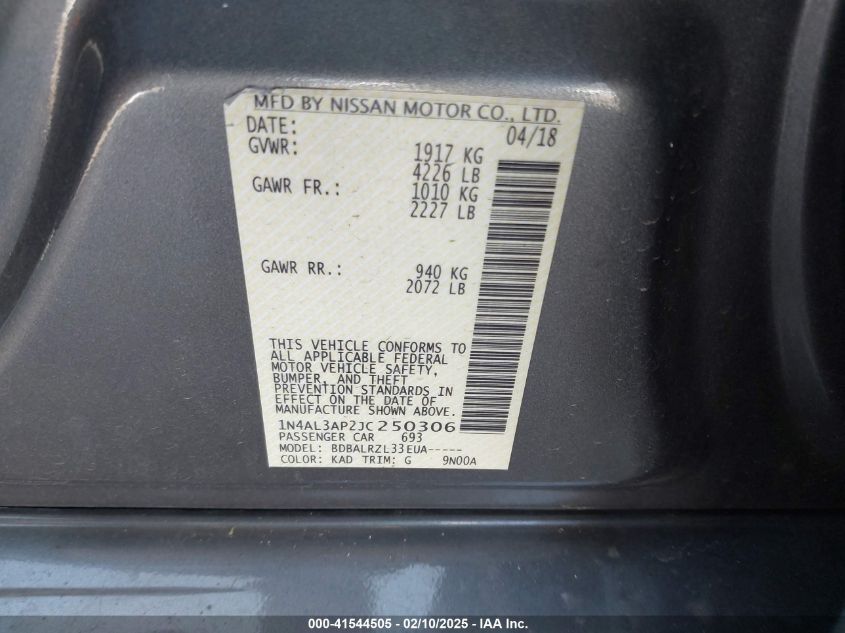 MFD BY NISSAN MOTOR CO., LTD.
DATE: 04/18
GVWR: 1917 KG
4226 LB
GAWR FR.: 1010 KG
2227 LB
GAWR RR.: 940 KG
2072 LB
THIS VEHICLE CONFORMS TO
ALL APPLICABLE FEDERAL
MOTOR VEHICLE SAFETY,
BUMPER, AND THEFT
PREVENTION STANDARDS IN
EFFECT ON THE DATE OF
MANUFACTURE SHOWN ABOVE.
1N4AL3AP2JC250306
PASSENGER CAR 693
MODEL: BDBALRZL33EUA-----
COLOR: KAD TRIM: G 9N00A
000-41544505 — 02/10/2025 — IAA Inc.